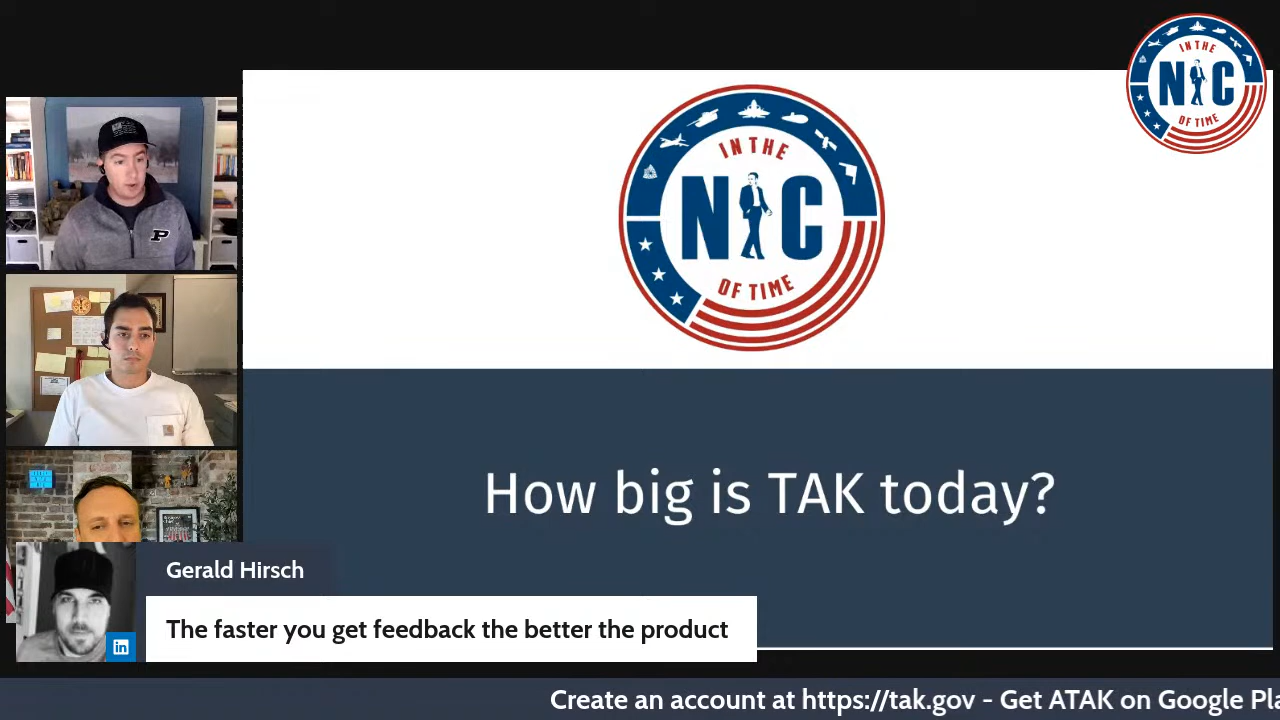 IN THE
NIC
OF TIME
IN THE
NIC
OF TIME
P
How big is TAK today?
Gerald Hirsch
in
The faster you get feedback the better the product
Create an account at https://tak.gov - Get ATAK on Google Pla